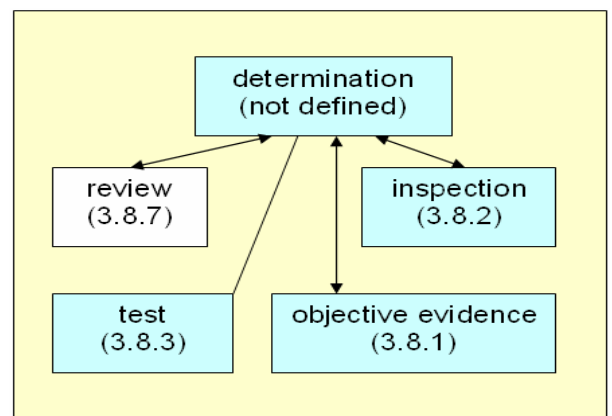 determination
(not defined)
review
(3.8.7)
inspection
(3.8.2)
test
(3.8.3)
objective evidence
(3.8.1)